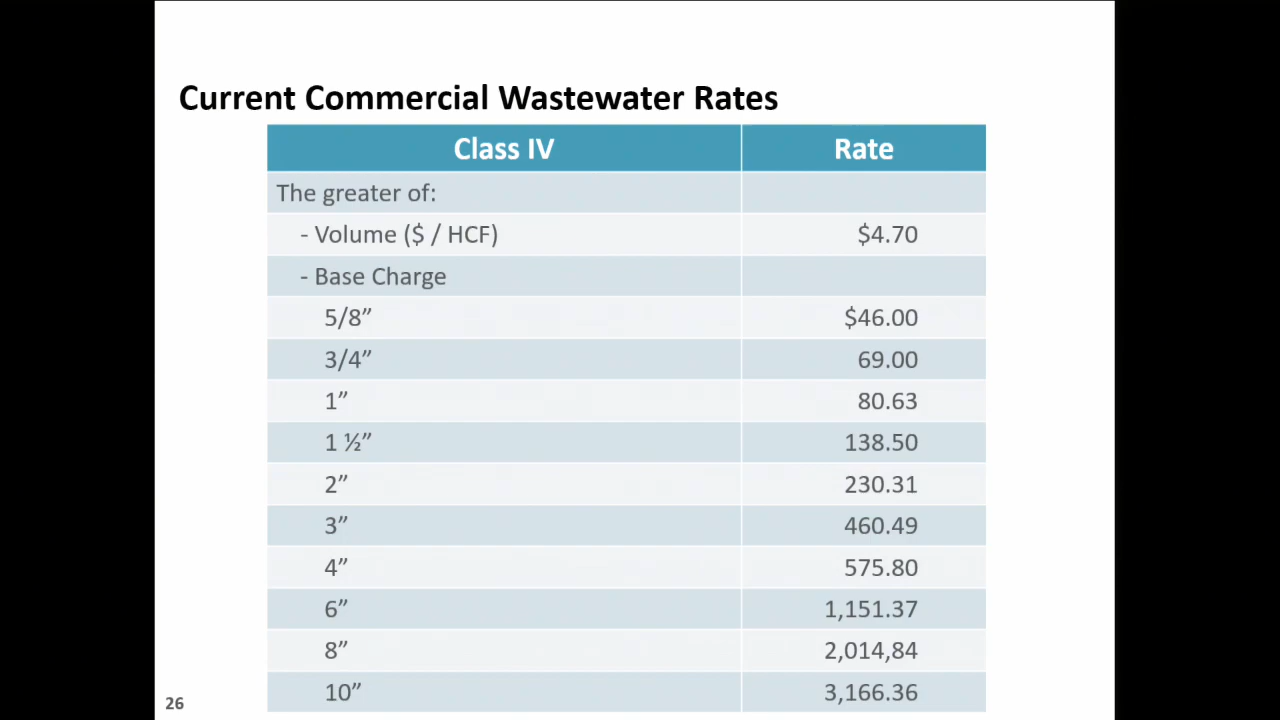 Current Commercial Wastewater Rates
Class IV Rate
The greater of:
- Volume ($ / HCF) $4.70
- Base Charge
5/8” $46.00
3/4” 69.00
1” 80.63
1 ½” 138.50
2” 230.31
3” 460.49
4” 575.80
6” 1,151.37
8” 2,014,84
10” 3,166.36
26